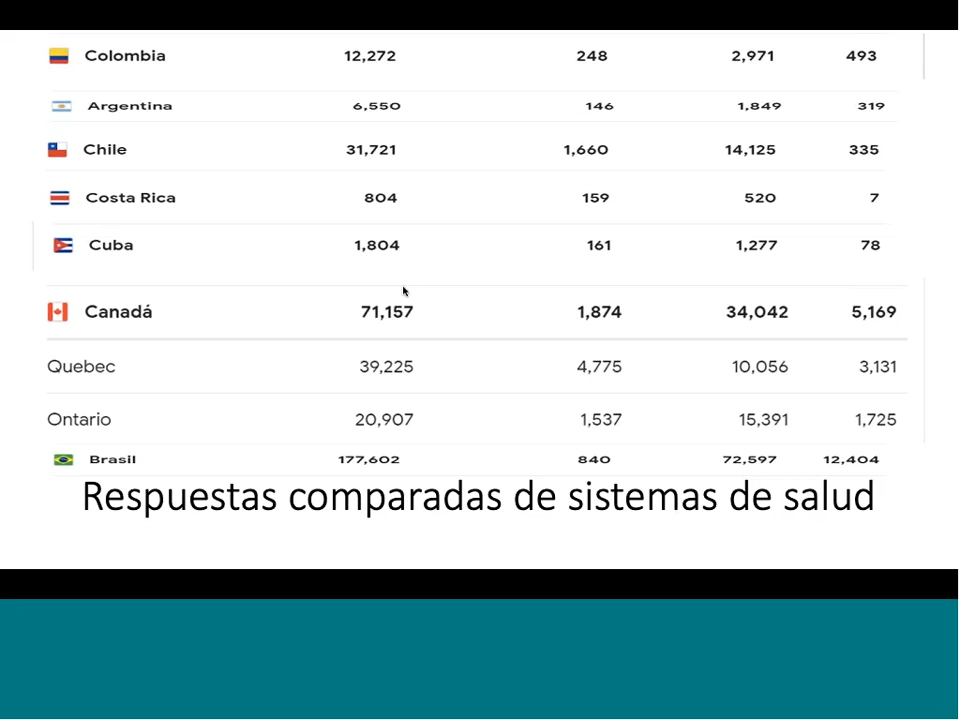 Colombia 12,272 248 2,971 493
Argentina 6,550 146 1,849 319
Chile 31,721 1,660 14,125 335
Costa Rica 804 159 520 7
Cuba 1,804 161 1,277 78
Canadá 71,157 1,874 34,042 5,169
Quebec 39,225 4,775 10,056 3,131
Ontario 20,907 1,537 15,391 1,725
Brasil 177,602 840 72,597 12,404
Respuestas comparadas de sistemas de salud